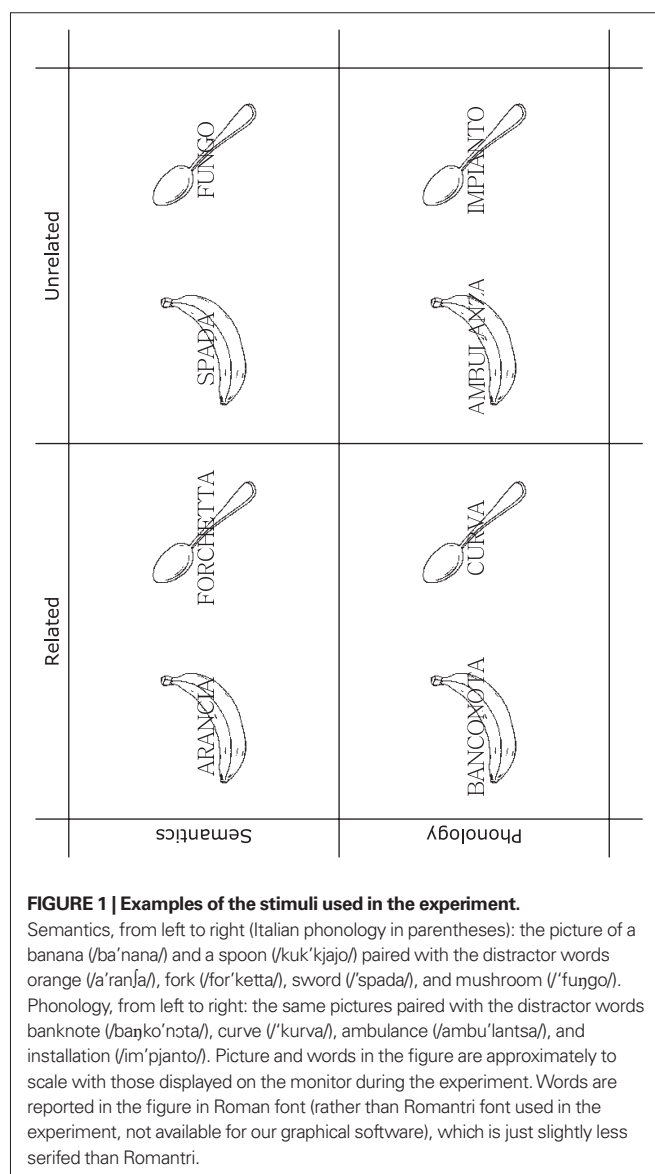 Unrelated
FUNGO
IMPIANTO
SPADA
AMBULANZA
Related
FORCHETTA
CURVA
ARANCIA
BANCONOTA
Semantics
Phonology
FIGURE 1 | Examples of the stimuli used in the experiment.
Semantics, from left to right (Italian phonology in parentheses): the picture of a
banana (/ba'nana/) and a spoon (/kuk'kjajo/) paired with the distractor words
orange (/a'ranʃa/), fork (/for'ketta/), sword (/'spada/), and mushroom (/'fuŋgo/).
Phonology, from left to right: the same pictures paired with the distractor words
banknote (/baŋko'nɔta/), curve (/'kurva/), ambulance (/ambu'lantsa/), and
installation (/im'pjanto/). Picture and words in the figure are approximately to
scale with those displayed on the monitor during the experiment. Words are
reported in the figure in Roman font (rather than Romantri font used in the
experiment, not available for our graphical software), which is just slightly less
serifed than Romantri.